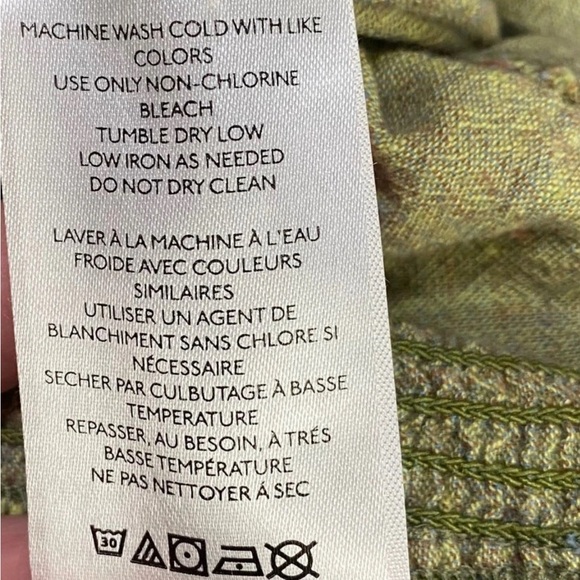 MACHINE WASH COLD WITH LIKE
COLORS
USE ONLY NON-CHLORINE
BLEACH
TUMBLE DRY LOW
LOW IRON AS NEEDED
DO NOT DRY CLEAN
LAVER À LA MACHINE À L'EAU
FROIDE AVEC COULEURS
SIMILAIRES
UTILISER UN AGENT DE
BLANCHIMENT SANS CHLORE SI
NÉCESSAIRE
SECHER PAR CULBUTAGE À BASSE
TEMPERATURE
REPASSER, AU BESOIN, À TRÉS
BASSE TEMPÉRATURE
NE PAS NETTOYER Á SEC
30